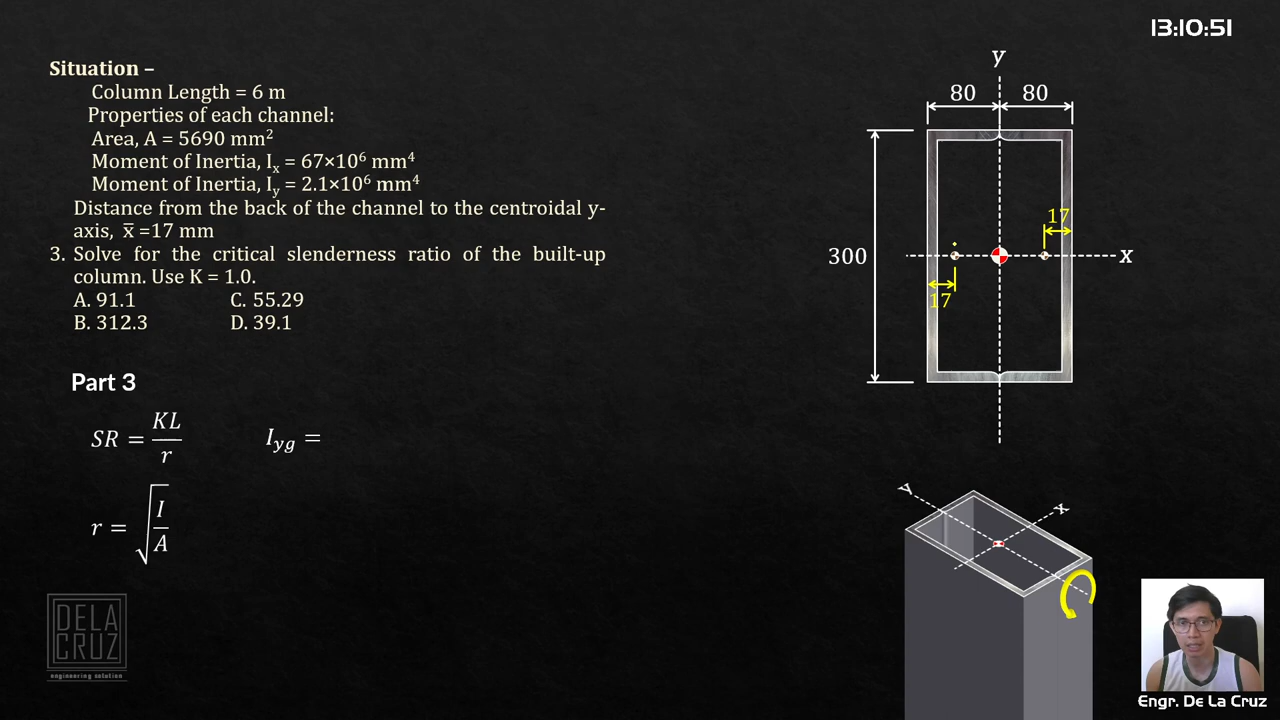 13:10:51
Situation –
Column Length = 6 m
Properties of each channel:
Area, A = 5690 mm²
Moment of Inertia, Iₓ = 67×10⁶ mm⁴
Moment of Inertia, I_y = 2.1×10⁶ mm⁴
Distance from the back of the channel to the centroidal y-
axis, x̅ =17 mm
3. Solve for the critical slenderness ratio of the built-up
column. Use K = 1.0.
A. 91.1 C. 55.29
B. 312.3 D. 39.1
Part 3
SR = KL/r I_yg =
r = √(I/A)
y
80 80
17
300
x
17
y
x
DELA
CRUZ
engineering solution
Engr. De La Cruz